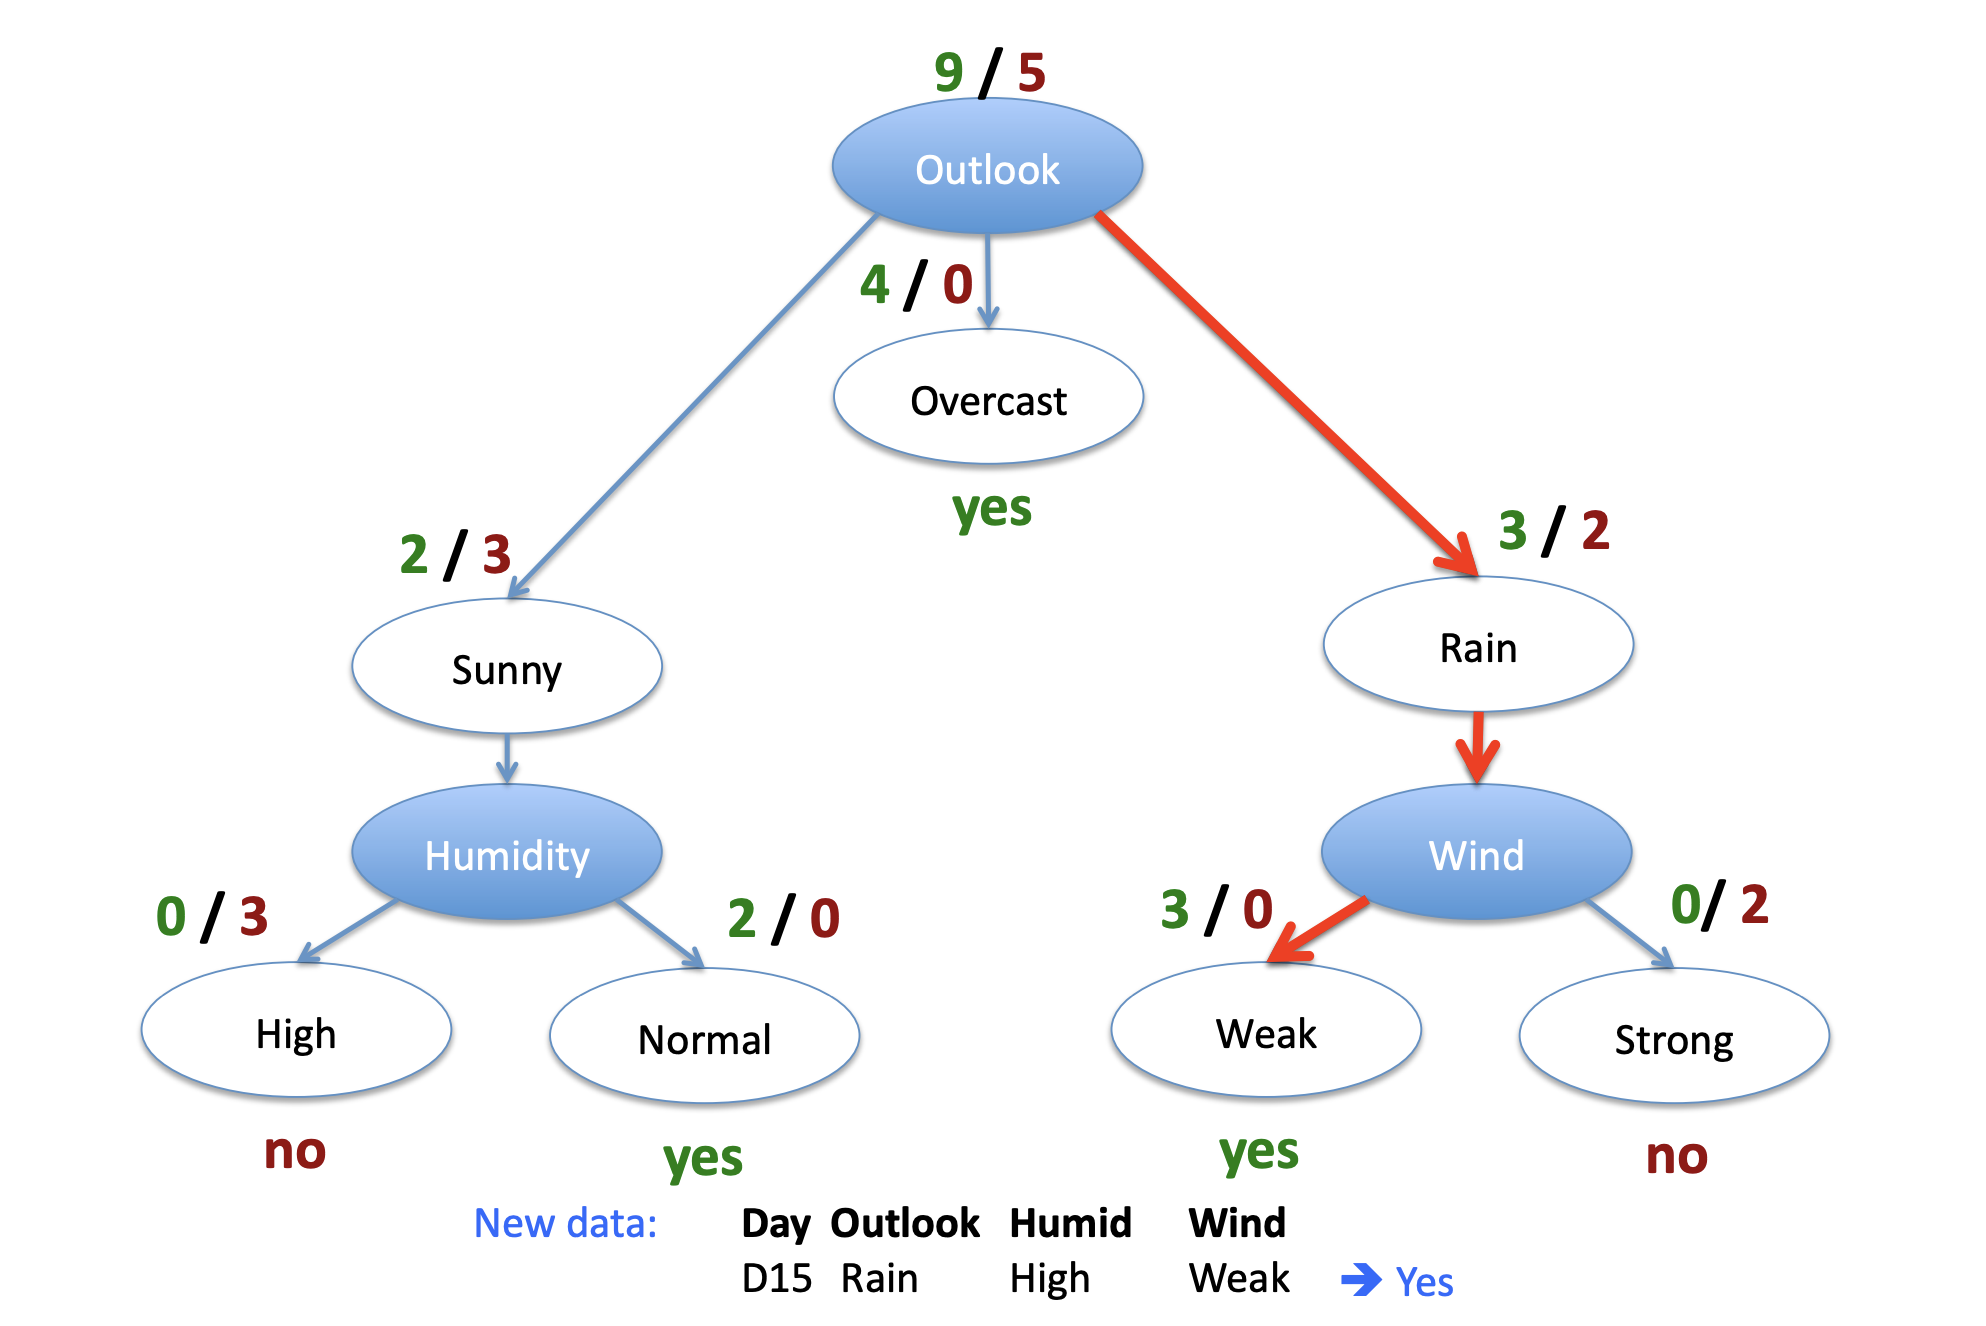 9 / 5
Outlook
4 / 0
Overcast
yes
2 / 3
3 / 2
Sunny
Rain
Humidity
Wind
0 / 3
2 / 0
3 / 0
0/ 2
High
Normal
Weak
Strong
no
yes
yes
no
New data: Day Outlook Humid Wind
D15 Rain High Weak ➔ Yes